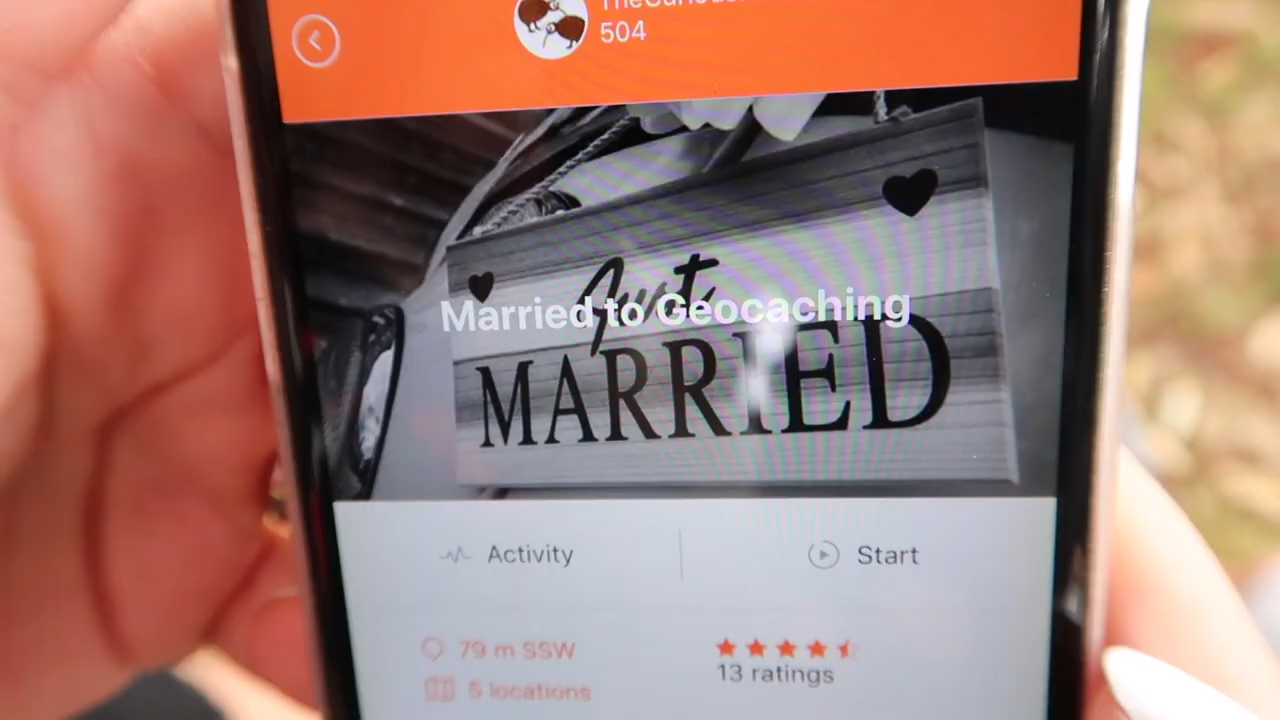 504
Just
Married to Geocaching
MARRIED
Activity
Start
79 m SSW
5 locations
13 ratings